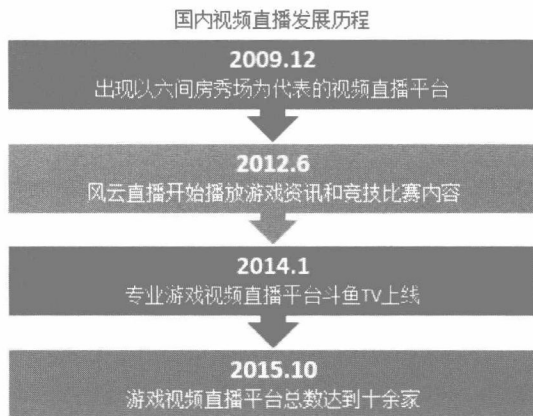 国内视频直播发展历程
2009.12
出现以六间房秀场为代表的视频直播平台
2012.6
风云直播开始播放游戏资讯和竞技比赛内容
2014.1
专业游戏视频直播平台斗鱼TV上线
2015.10
游戏视频直播平台总数达到十余家